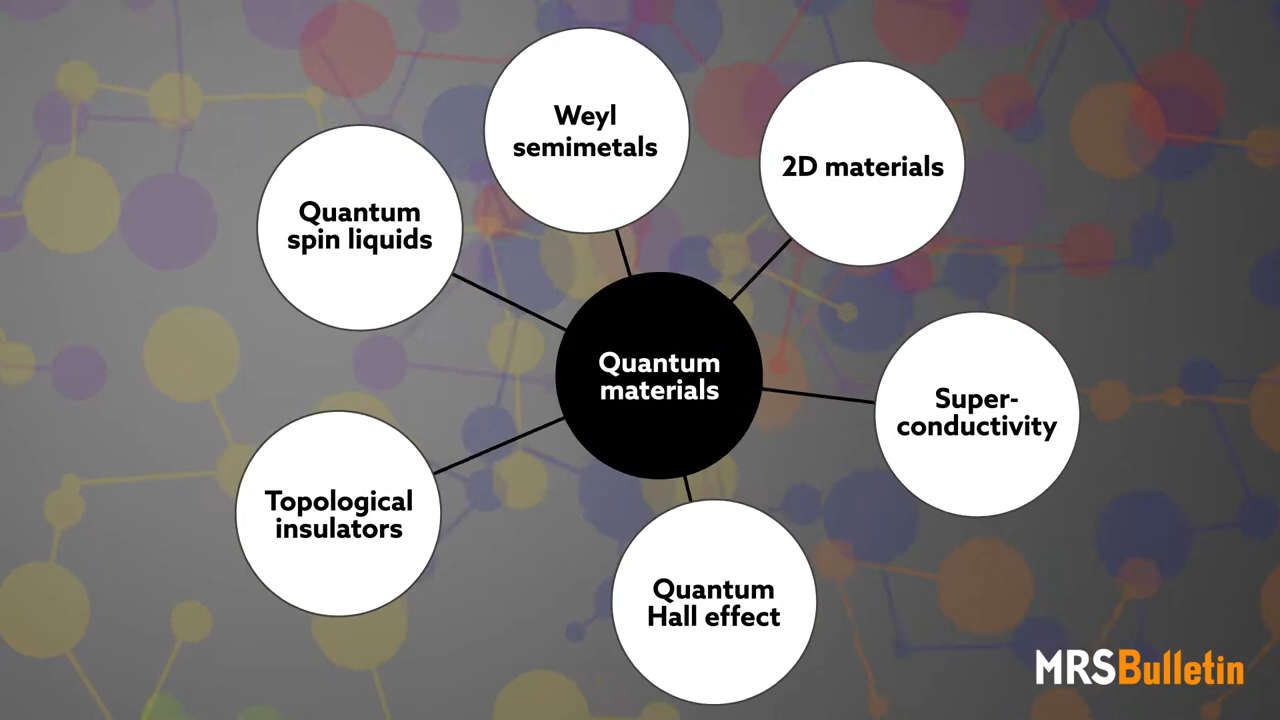 Weyl
semimetals
2D materials
Quantum
spin liquids
Quantum
materials
Super-
conductivity
Topological
insulators
Quantum
Hall effect
MRSBulletin